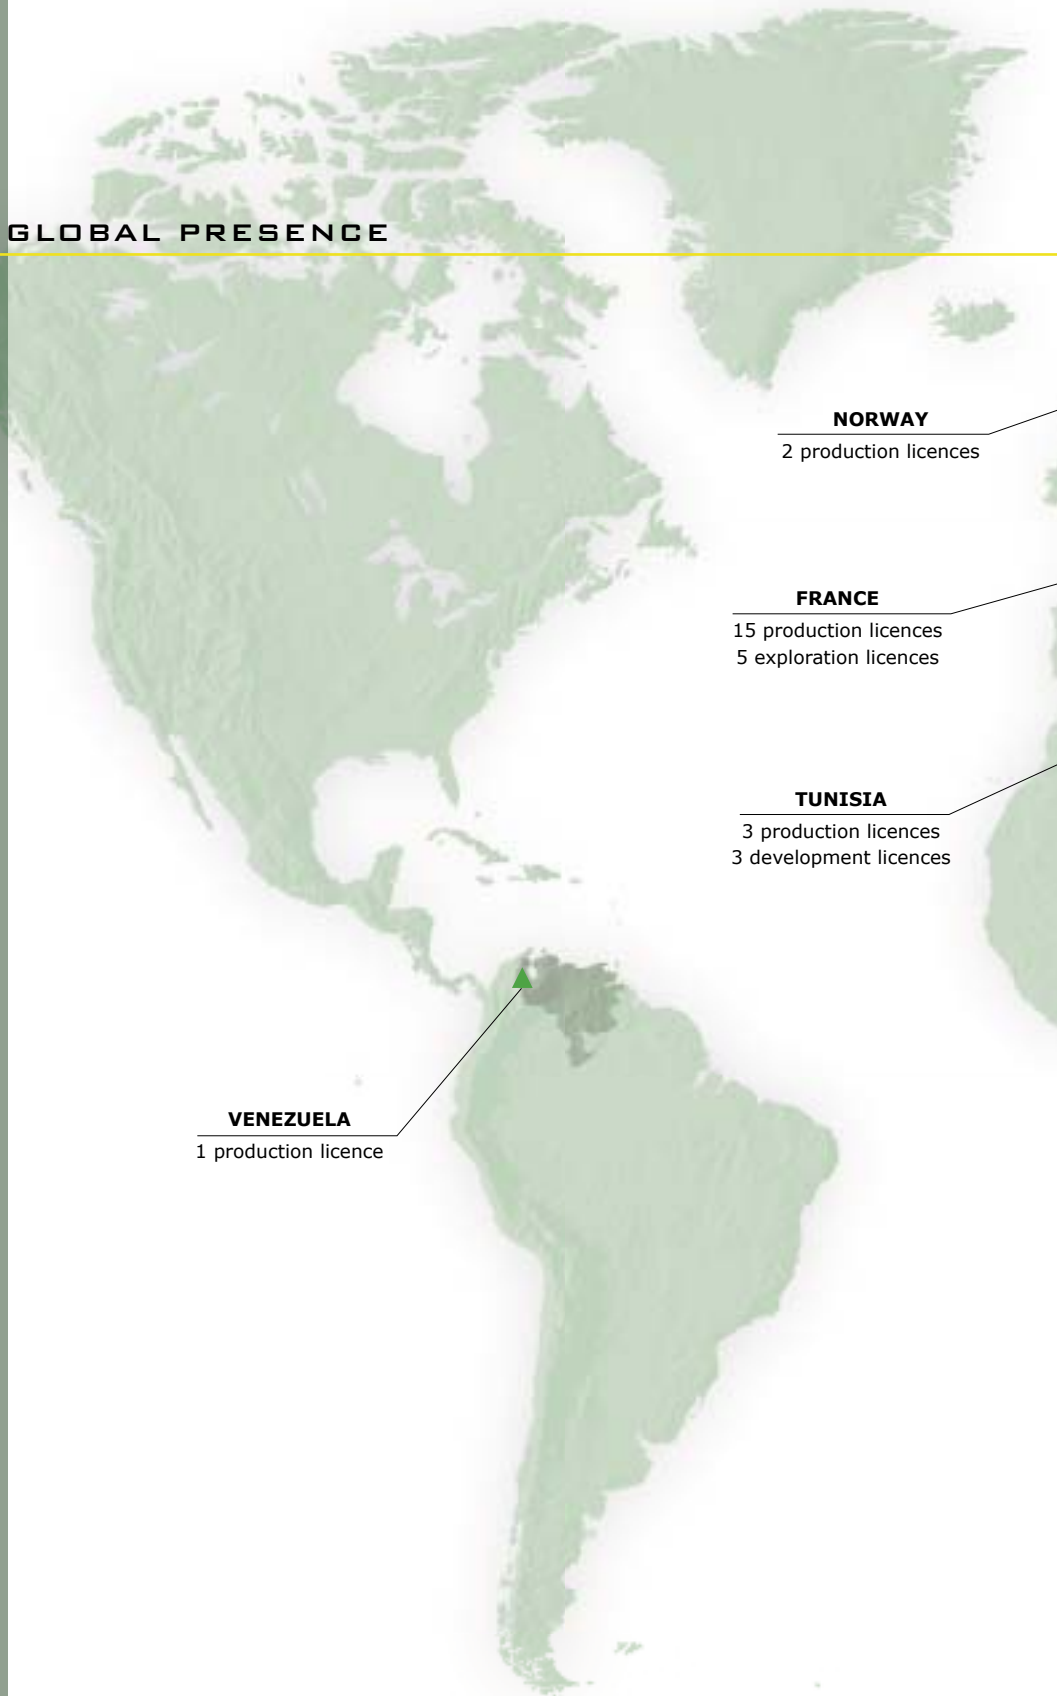 GLOBAL PRESENCE
NORWAY
2 production licences
FRANCE
15 production licences
5 exploration licences
TUNISIA
3 production licences
3 development licences
VENEZUELA
1 production licence